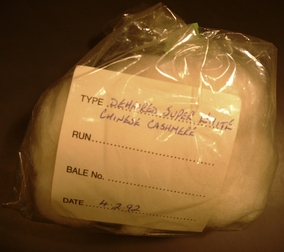 TYPE DEHAIRED SUPER WHITE
CHINESE CASHMERE
RUN
BALE No.
DATE 4.2.92